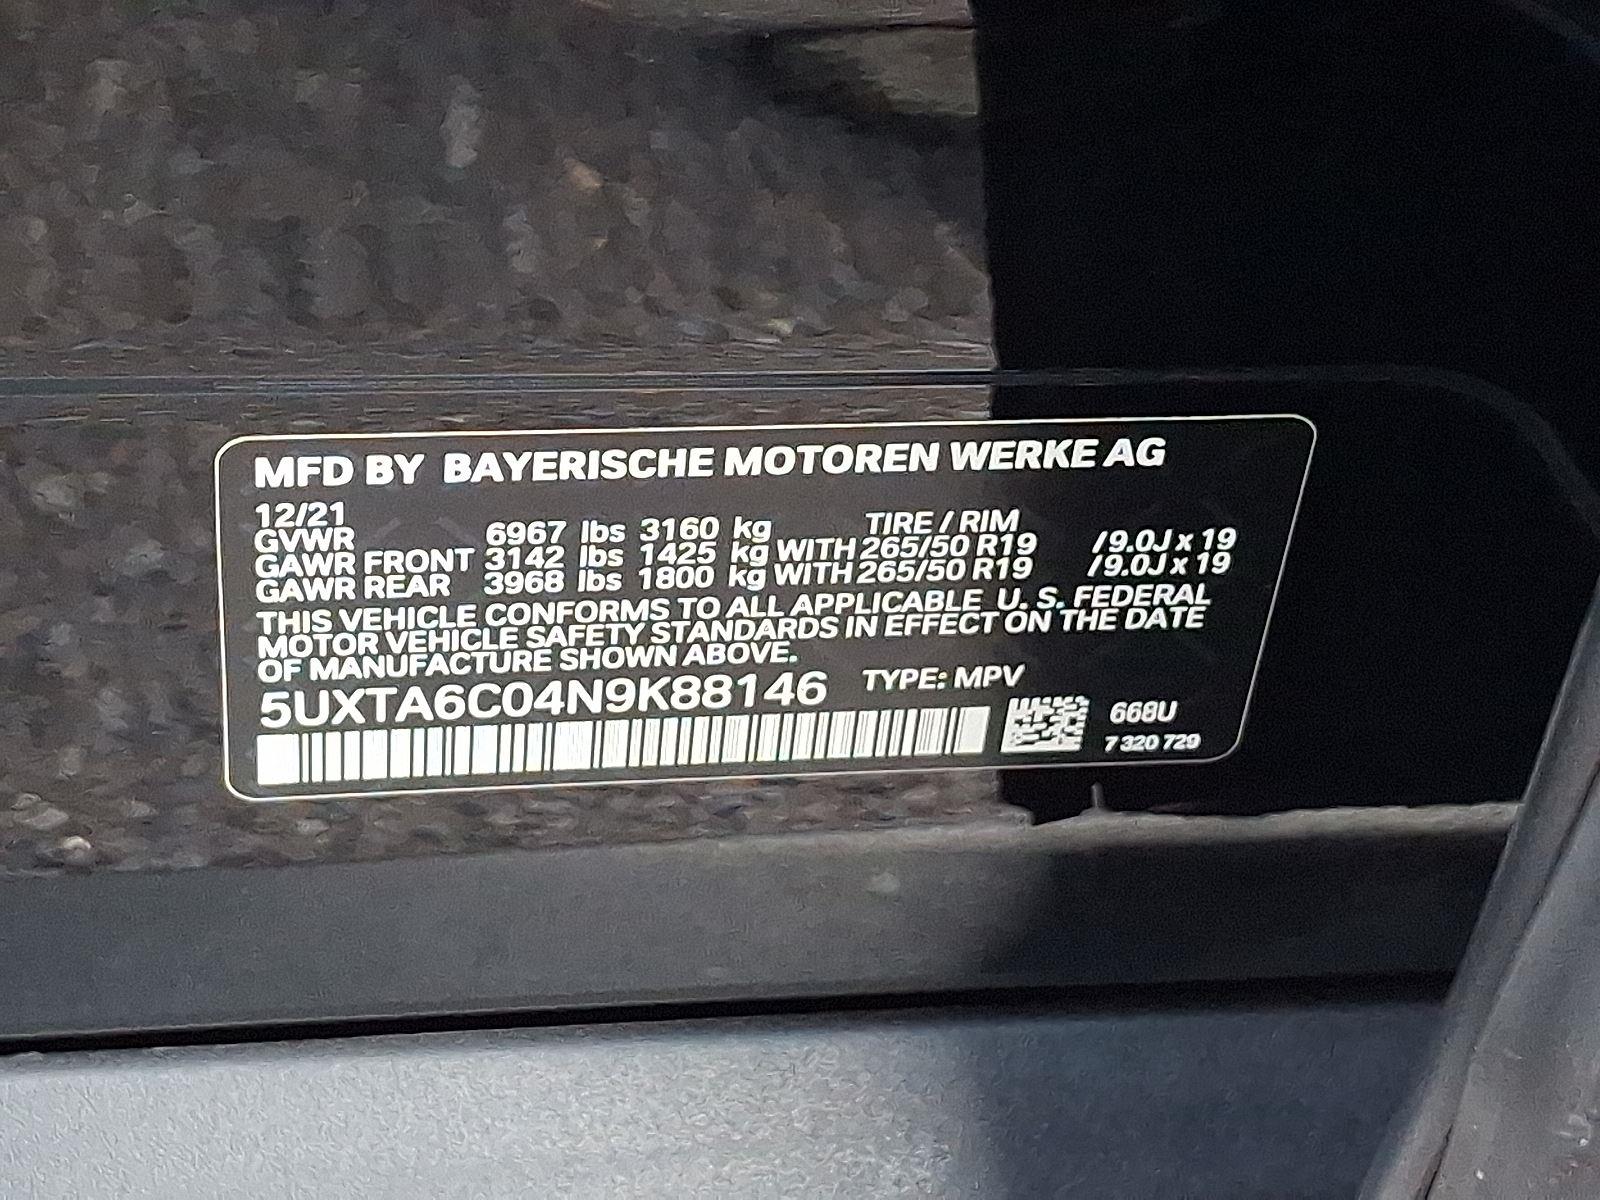 MFD BY BAYERISCHE MOTOREN WERKE AG
12/21 TIRE / RIM
GVWR 6967 lbs 3160 kg
GAWR FRONT 3142 lbs 1425 kg WITH 265/50 R19 /9.0J x 19
GAWR REAR 3968 lbs 1800 kg WITH 265/50 R19 /9.0J x 19
THIS VEHICLE CONFORMS TO ALL APPLICABLE U. S. FEDERAL
MOTOR VEHICLE SAFETY STANDARDS IN EFFECT ON THE DATE
OF MANUFACTURE SHOWN ABOVE.
5UXTA6C04N9K88146 TYPE: MPV
668U
7 320 729